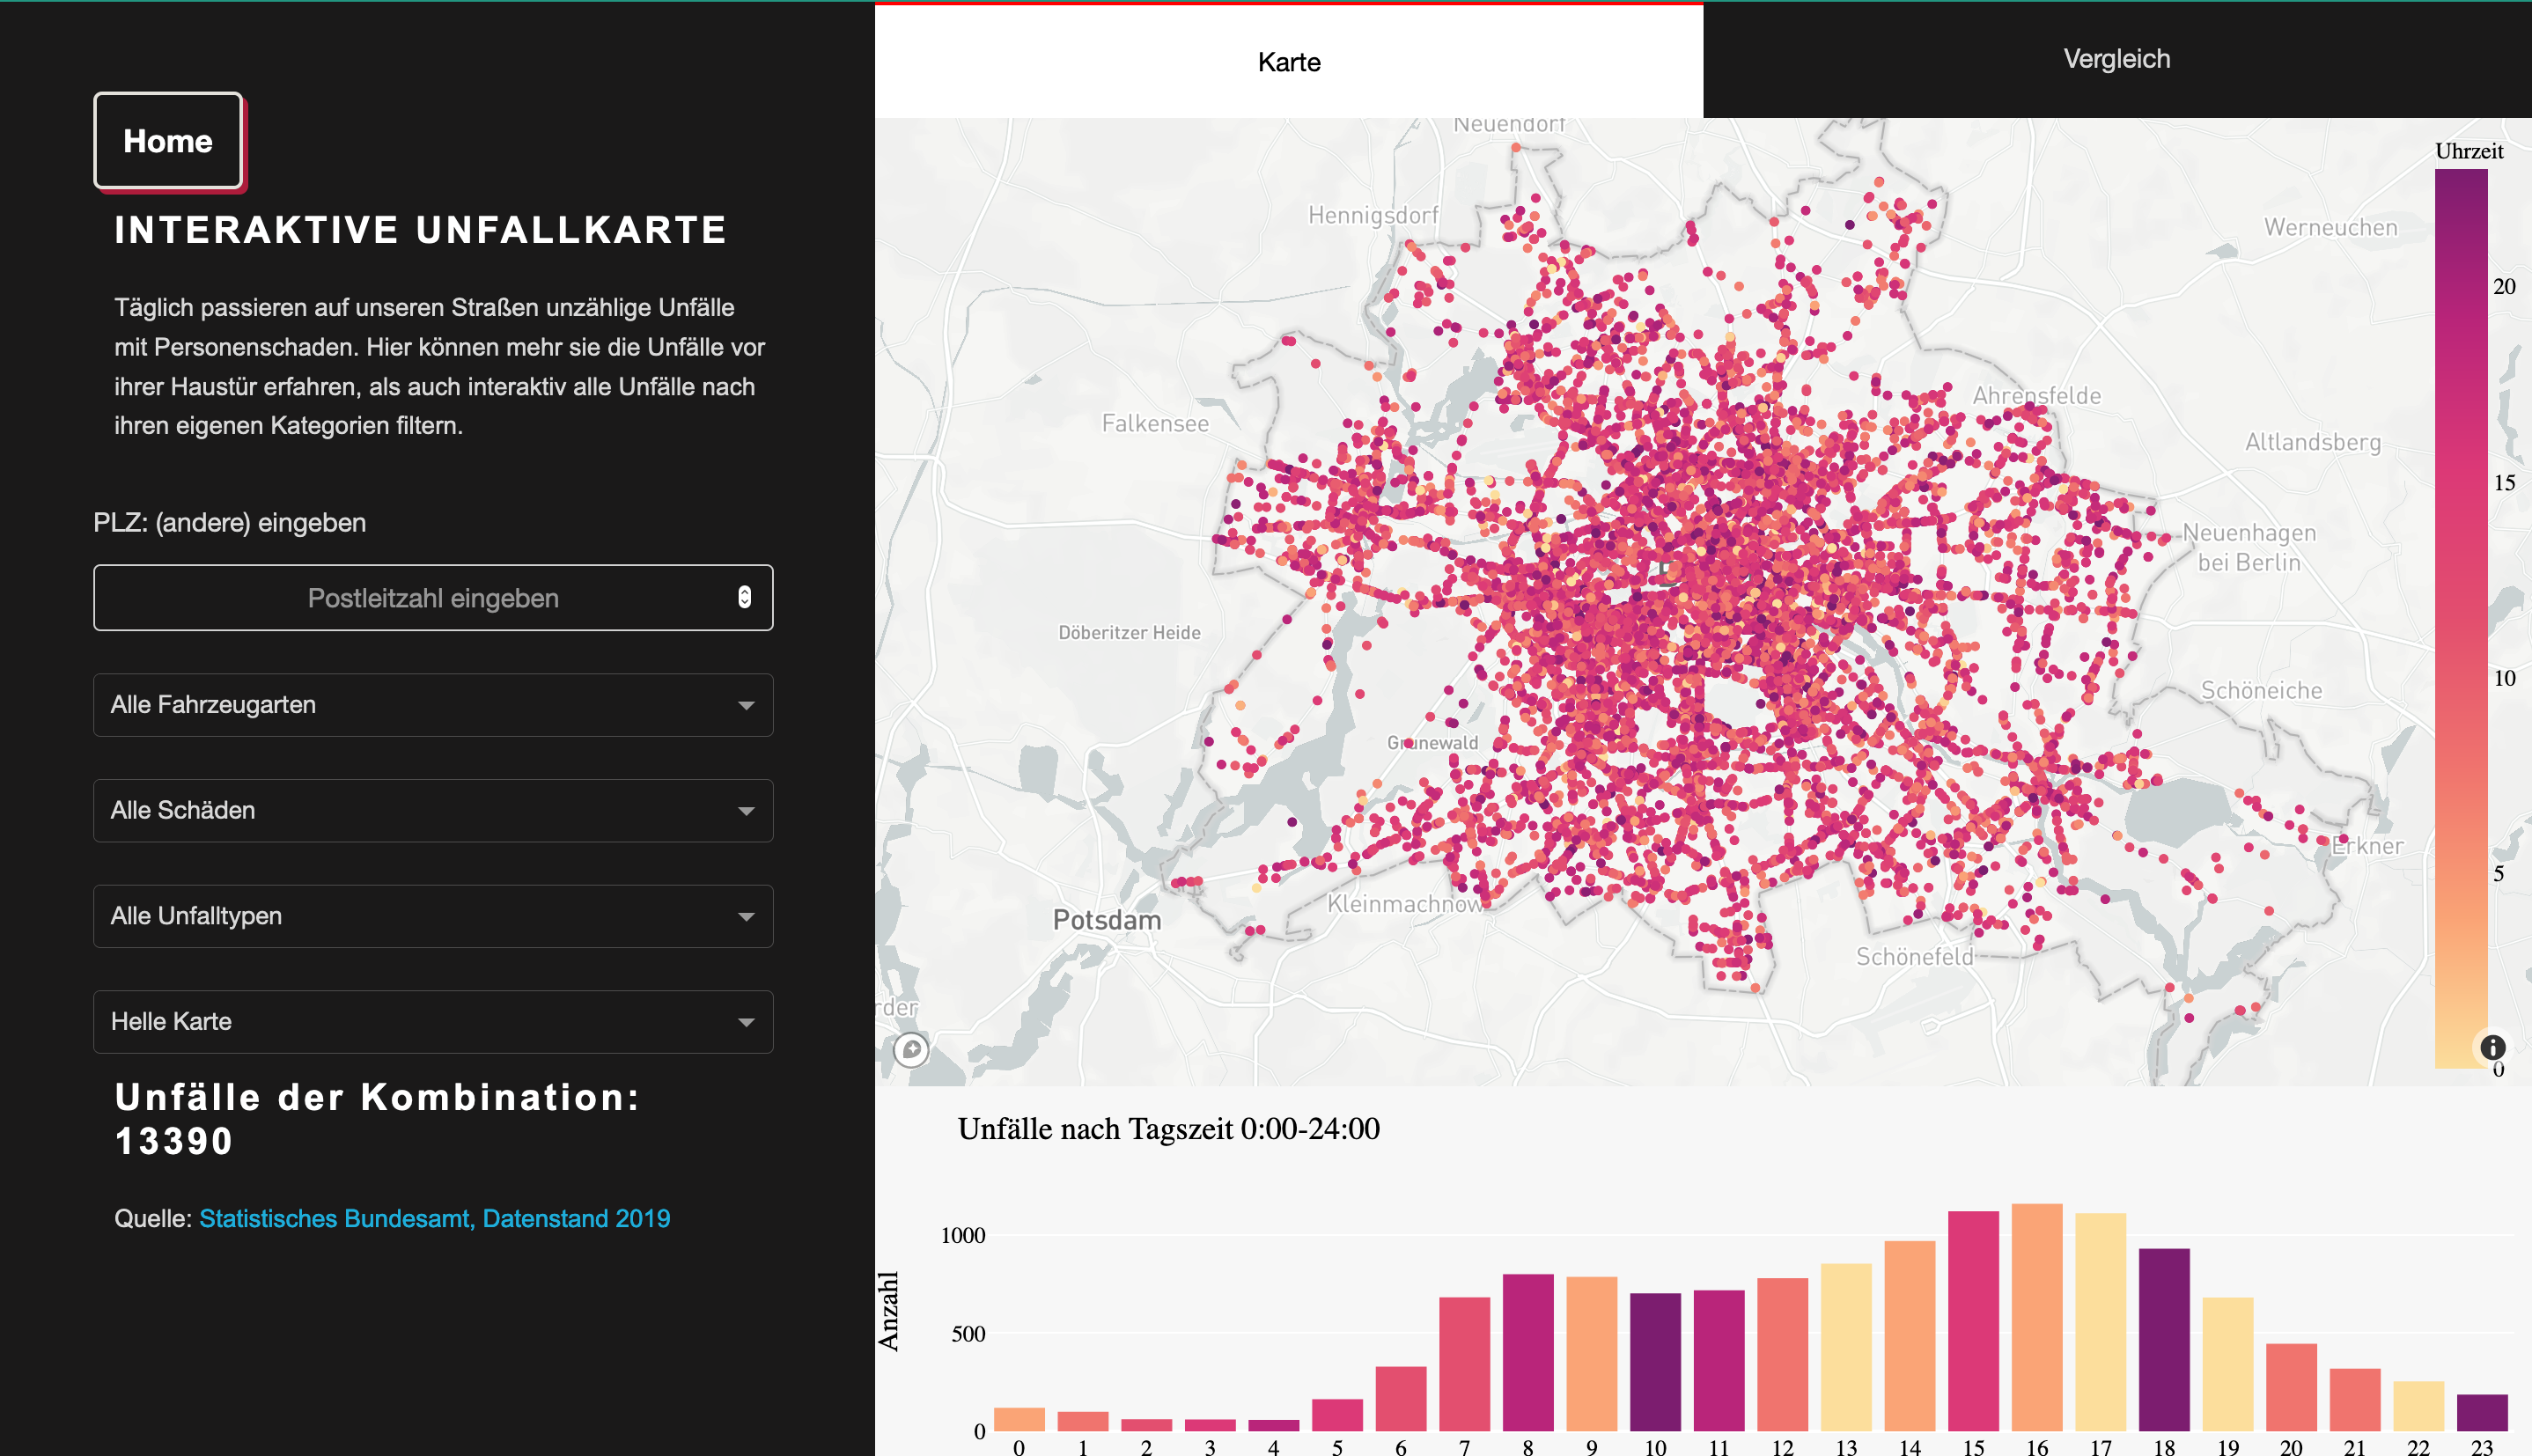 Home
INTERAKTIVE UNFALLKARTE
Täglich passieren auf unseren Straßen unzählige Unfälle
mit Personenschaden. Hier können mehr sie die Unfälle vor
ihrer Haustür erfahren, als auch interaktiv alle Unfälle nach
ihren eigenen Kategorien filtern.
PLZ: (andere) eingeben
Postleitzahl eingeben
Alle Fahrzeugarten
Alle Schäden
Alle Unfalltypen
Helle Karte
Unfälle der Kombination:
13390
Quelle: Statistisches Bundesamt, Datenstand 2019
Karte
Vergleich
Neuendorf
Hennigsdorf
Werneuchen
Ahrensfelde
Falkensee
Altlandsberg
Neuenhagen
bei Berlin
Döberitzer Heide
Schöneiche
Grunewald
Erkner
Kleinmachnow
Potsdam
Schönefeld
rder
Uhrzeit
20
15
10
5
0
Unfälle nach Tagszeit 0:00-24:00
Anzahl
1000
500
0
0 1 2 3 4 5 6 7 8 9 10 11 12 13 14 15 16 17 18 19 20 21 22 23